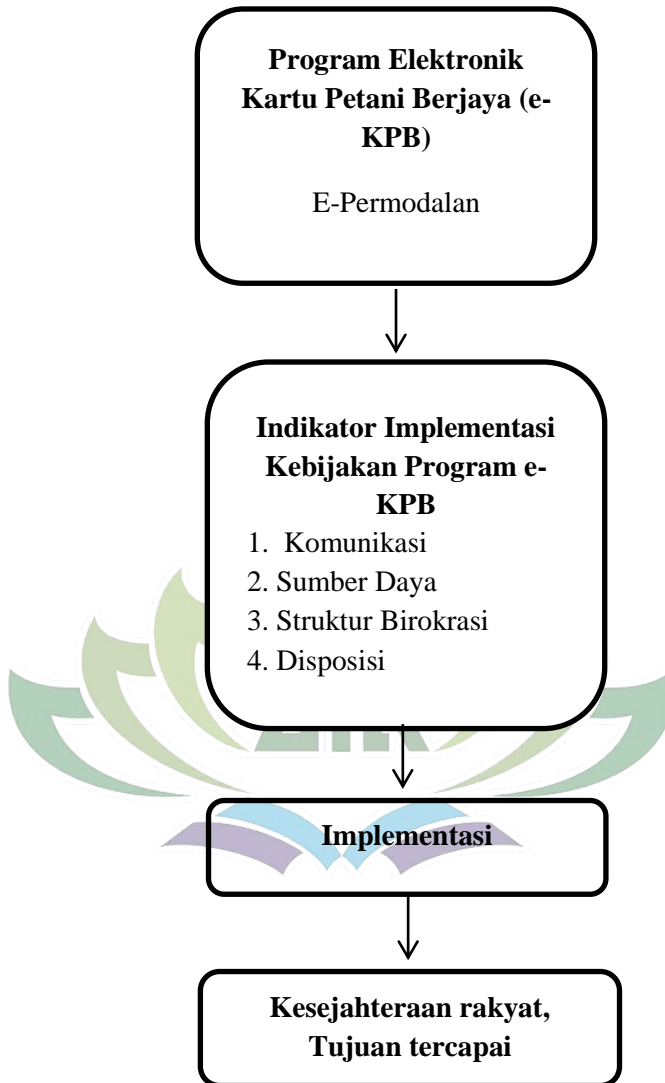 Program Elektronik
Kartu Petani Berjaya (e-
KPB)
E-Permodalan
Indikator Implementasi
Kebijakan Program e-
KPB
1. Komunikasi
2. Sumber Daya
3. Struktur Birokrasi
4. Disposisi
Implementasi
Kesejahteraan rakyat,
Tujuan tercapai